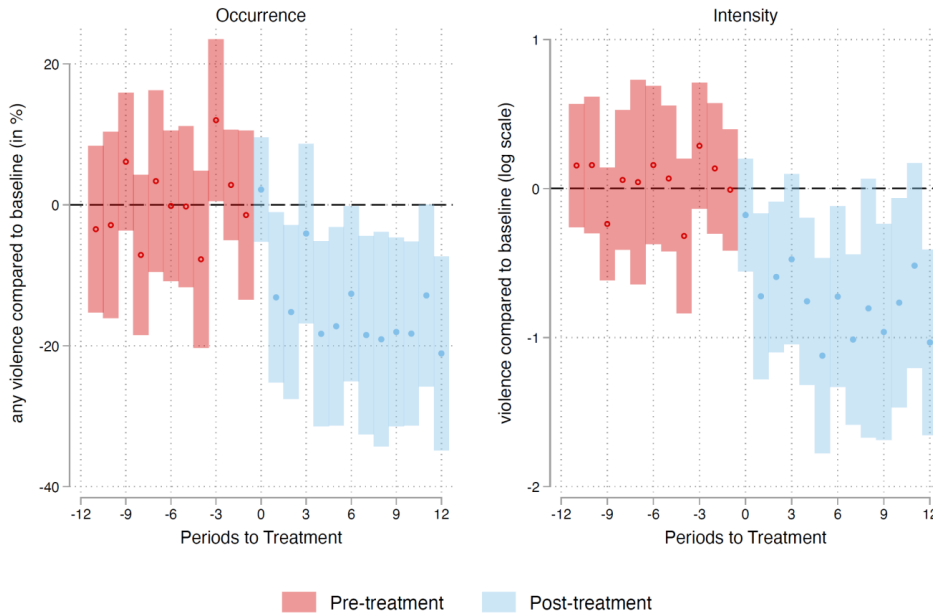 Occurrence
any violence compared to baseline (in %)
20
0
-20
-40
-12 -9 -6 -3 0 3 6 9 12
Periods to Treatment
Intensity
violence compared to baseline (log scale)
1
0
-1
-2
-12 -9 -6 -3 0 3 6 9 12
Periods to Treatment
Pre-treatment
Post-treatment